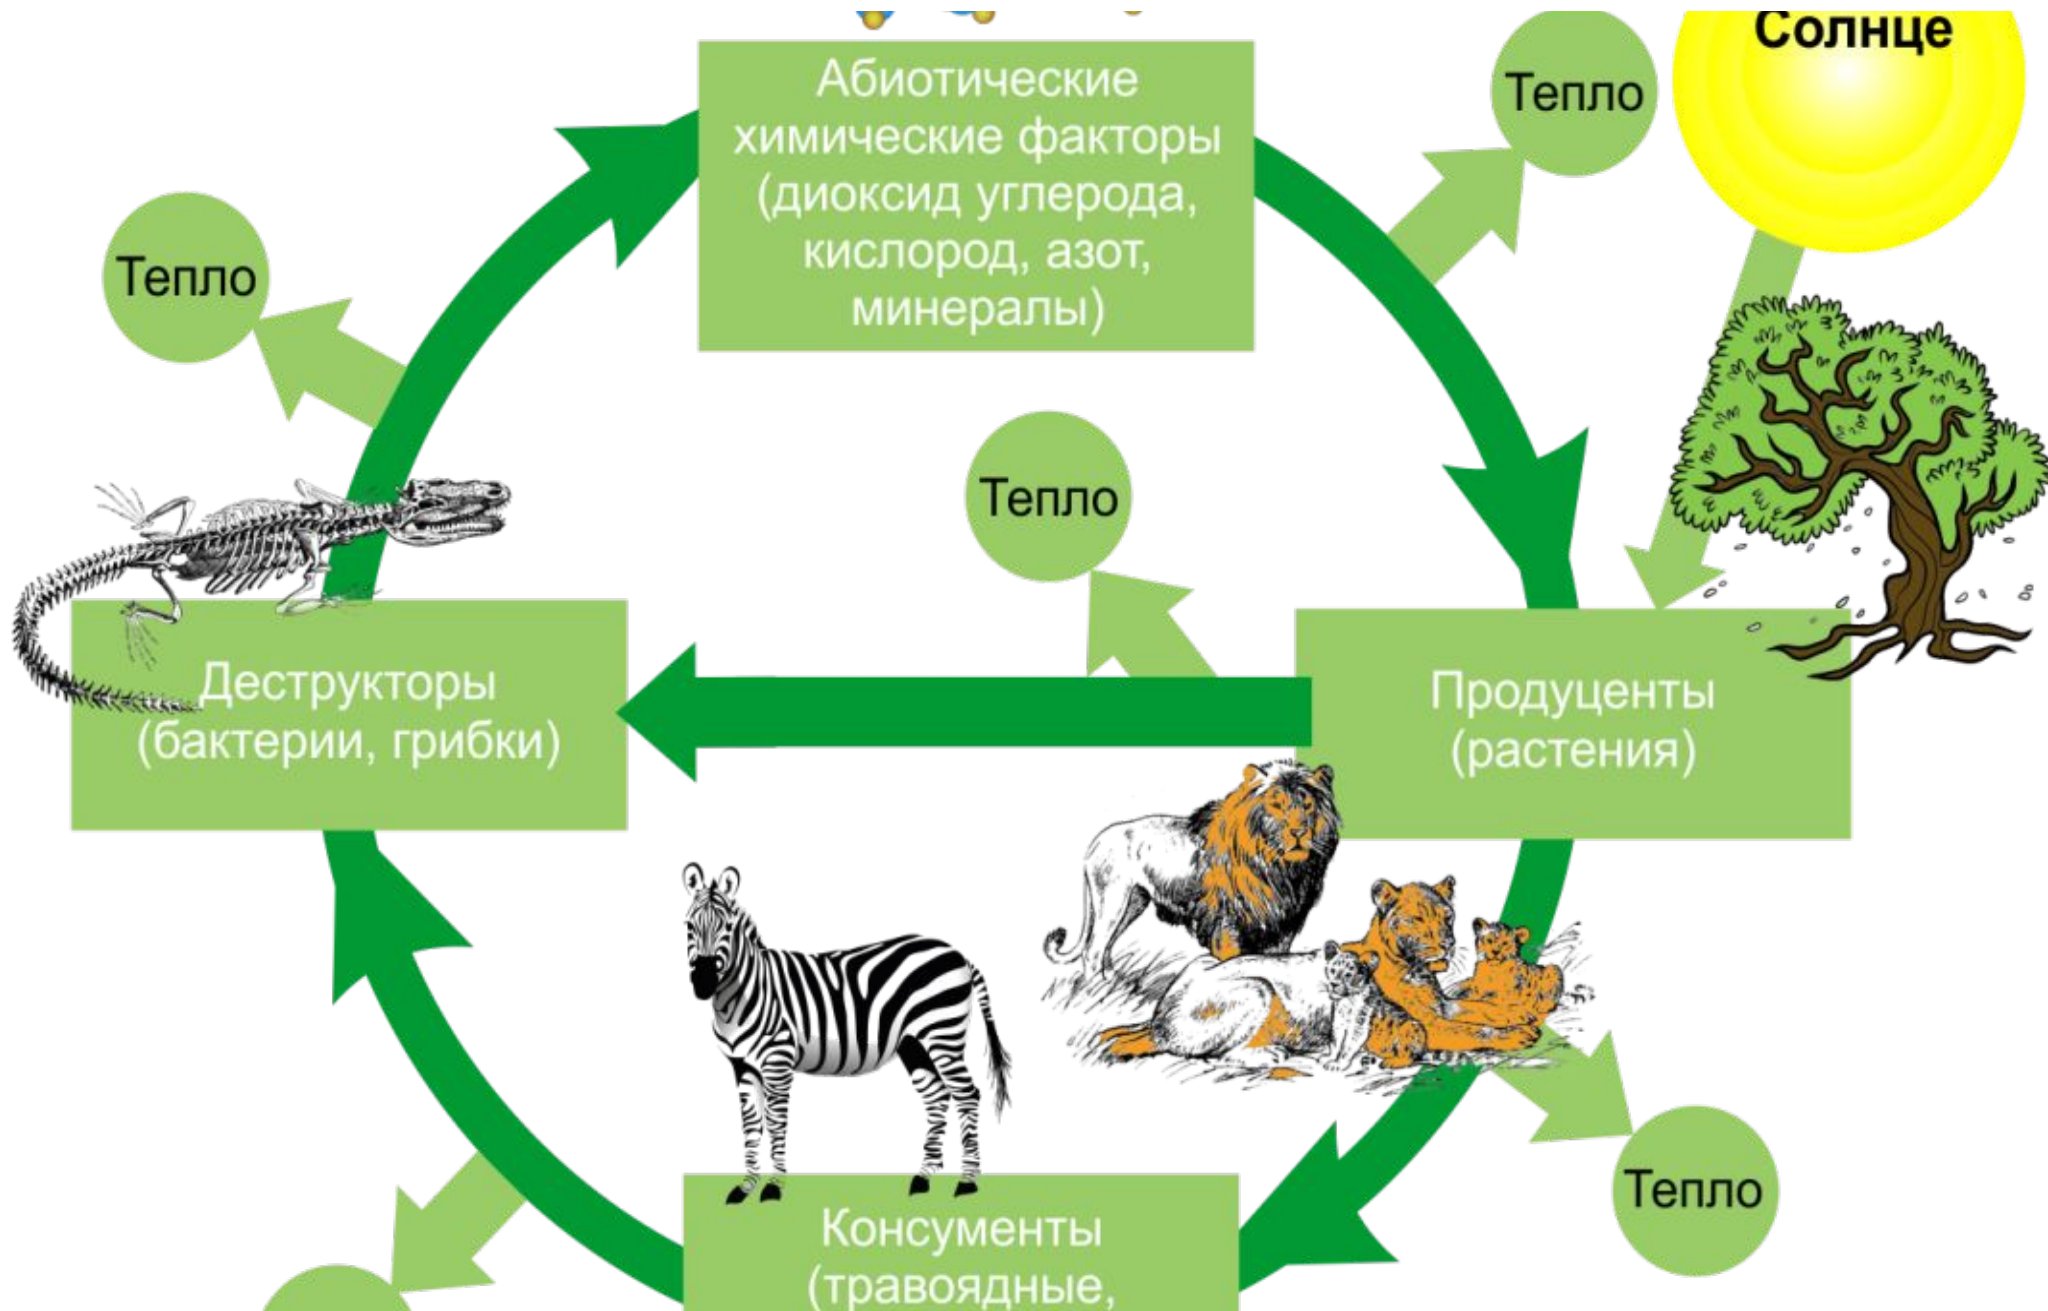 Солнце
Абиотические
химические факторы
(диоксид углерода,
кислород, азот,
минералы)
Тепло
Тепло
Тепло
Деструкторы
(бактерии, грибки)
Продуценты
(растения)
Тепло
Консументы
(травоядные,